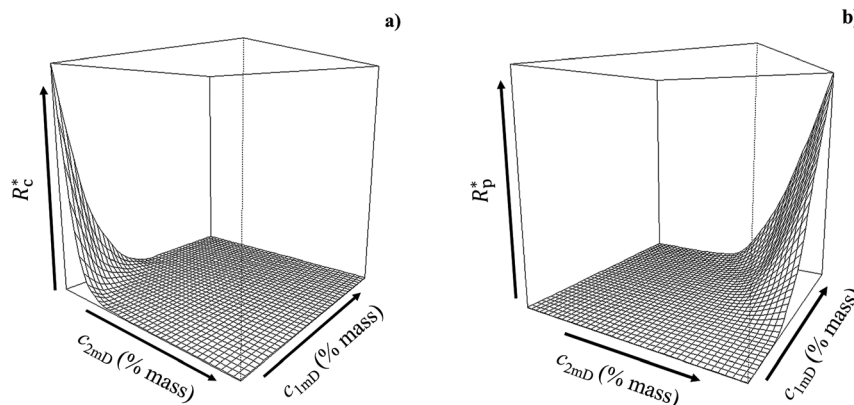 a)
R*c
c2mD (% mass)
c1mD (% mass)
b)
R*p
c2mD (% mass)
c1mD (% mass)